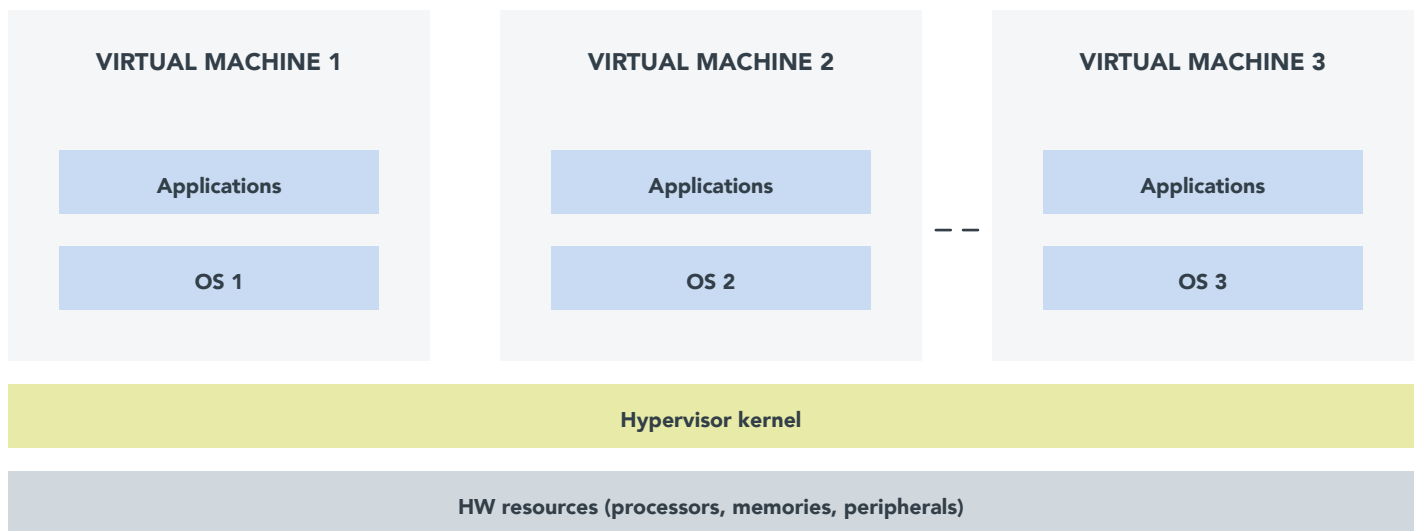 VIRTUAL MACHINE 1
VIRTUAL MACHINE 2
VIRTUAL MACHINE 3
Applications
Applications
Applications
OS 1
OS 2
OS 3
Hypervisor kernel
HW resources (processors, memories, peripherals)